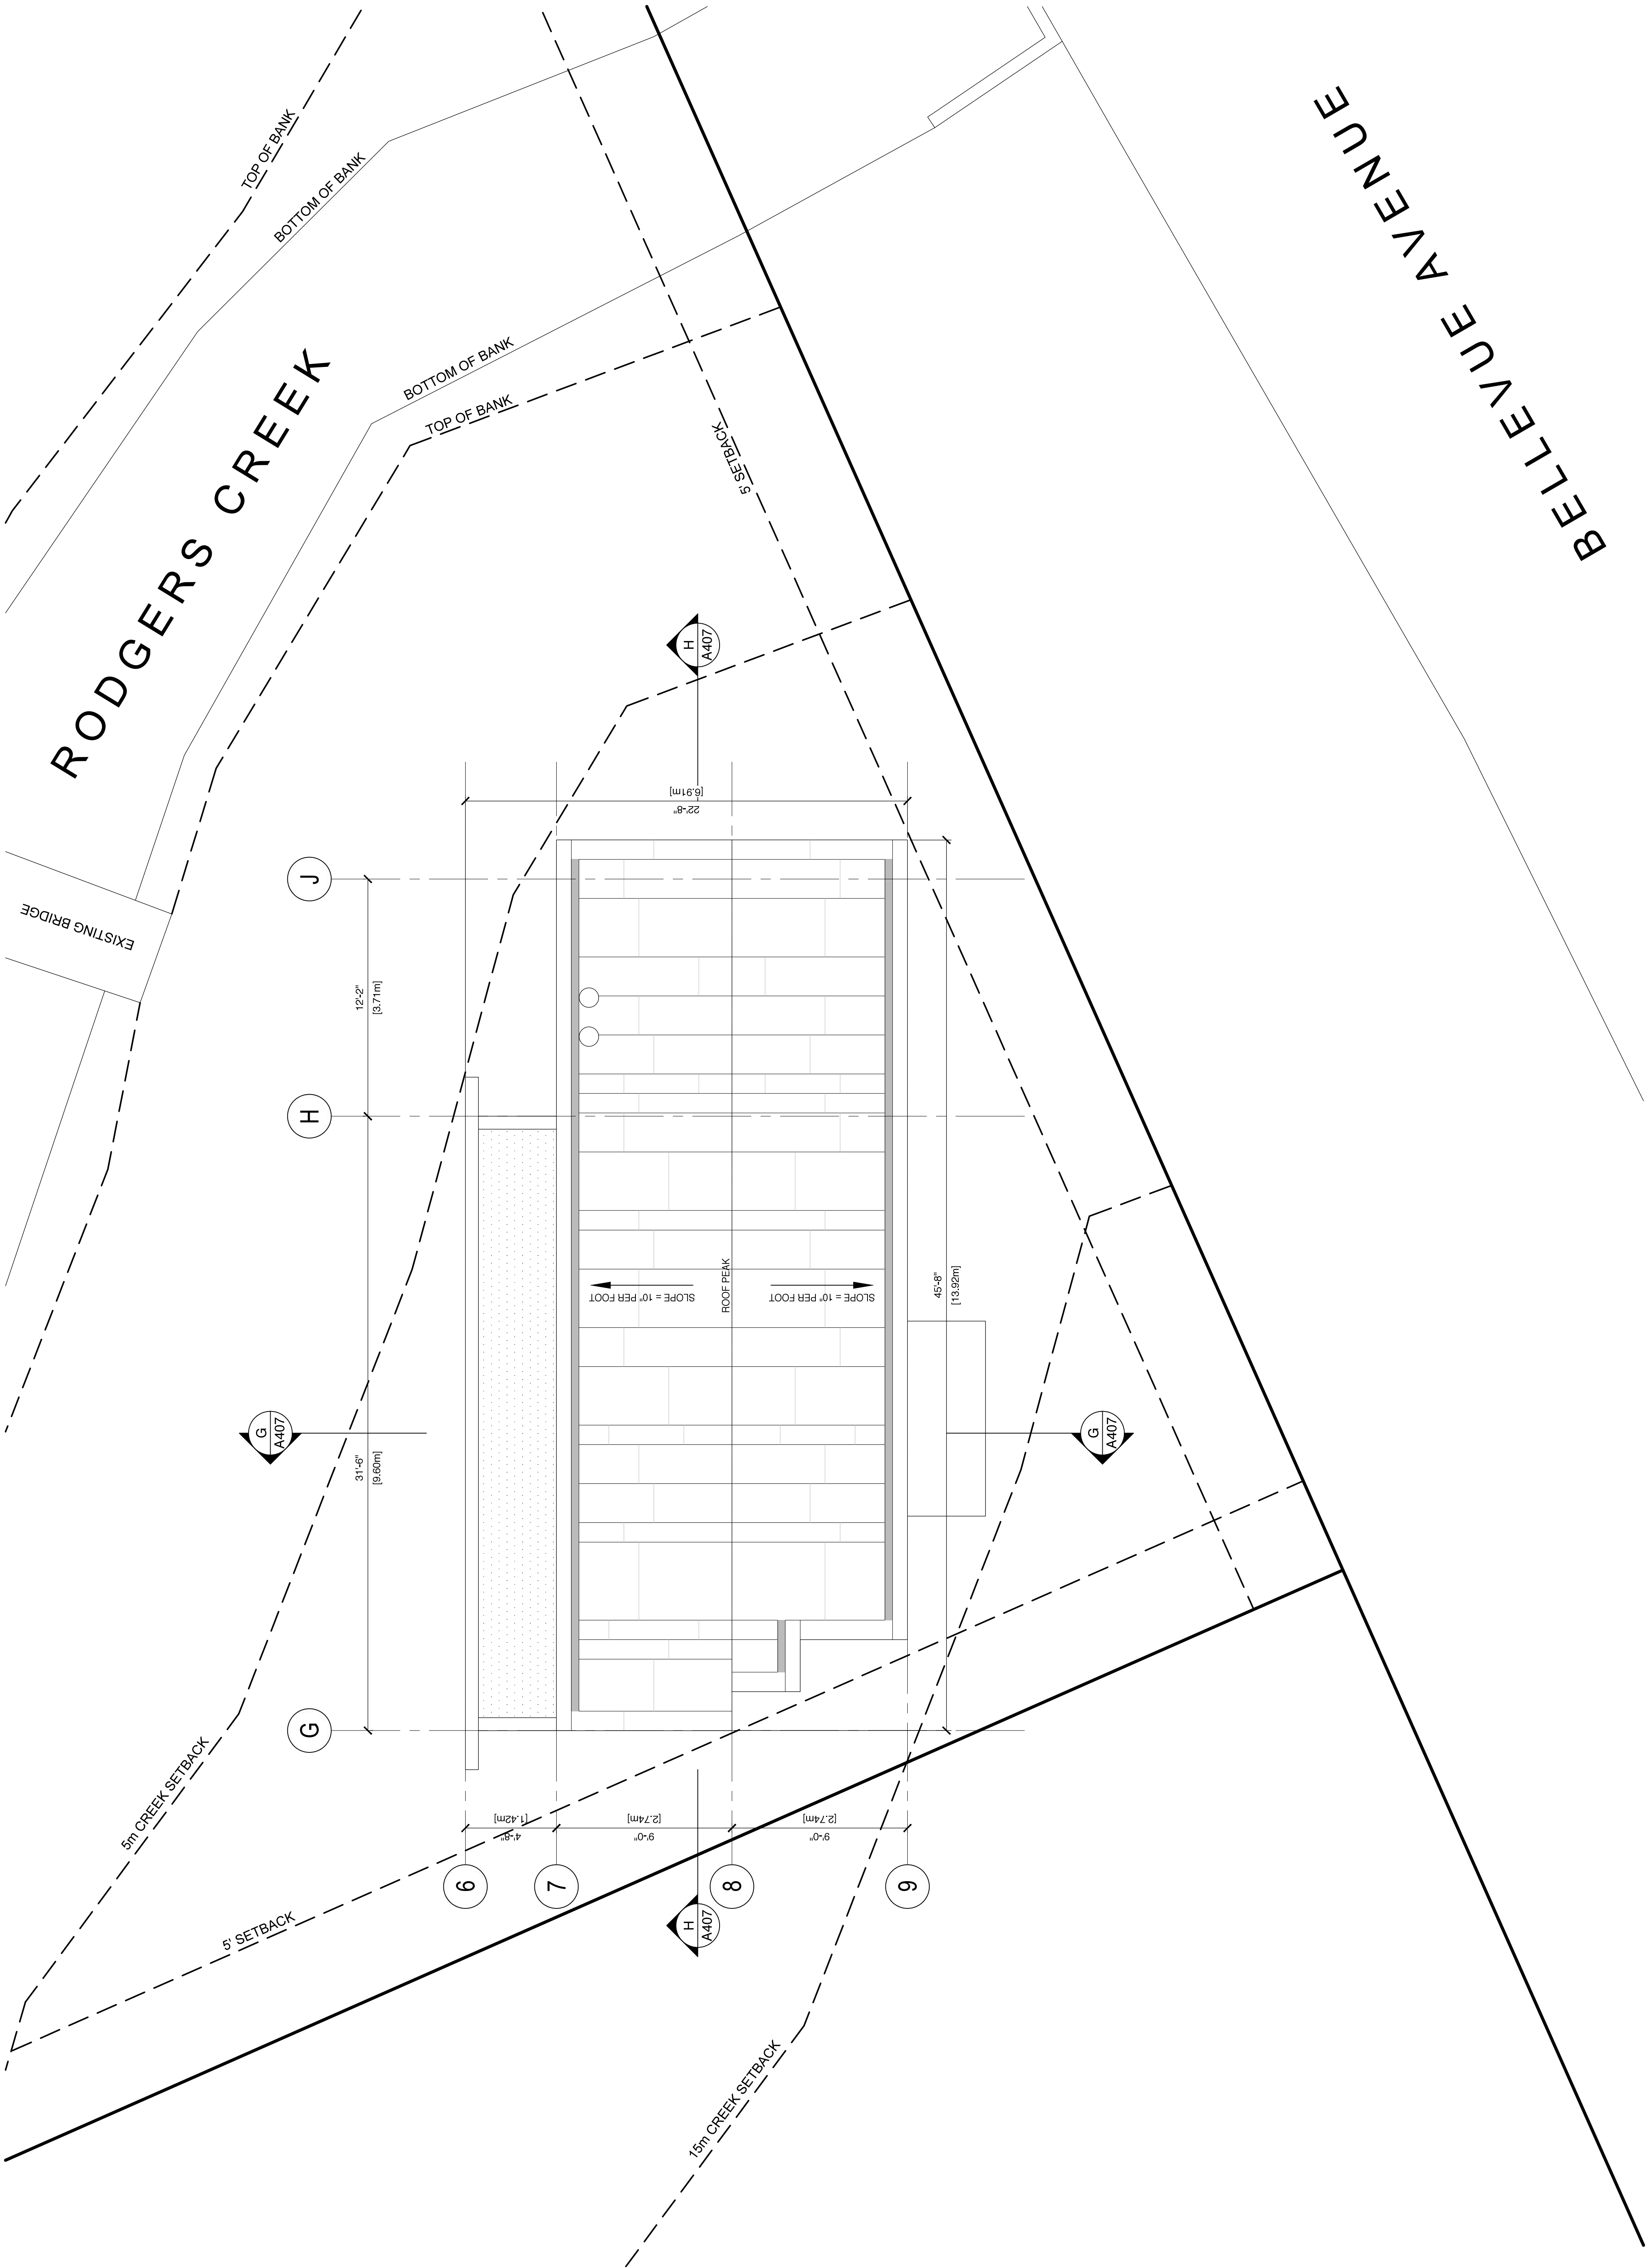 TOP OF BANK
BOTTOM OF BANK
RODGERS CREEK
BELLEVUE AVENUE
BOTTOM OF BANK
TOP OF BANK
5' SETBACK
H
A407
22'-8"
[6.91m]
J
EXISTING BRIDGE
12'-2"
[3.71m]
H
SLOPE = 10" PER FOOT
ROOF PEAK
SLOPE = 10" PER FOOT
45'-8"
[13.92m]
G
A407
31'-6"
[9.60m]
G
A407
G
5m CREEK SETBACK
4'-8"
[1.42m]
9'-0"
[2.74m]
9'-0"
[2.74m]
6
7
8
9
5' SETBACK
H
A407
15m CREEK SETBACK